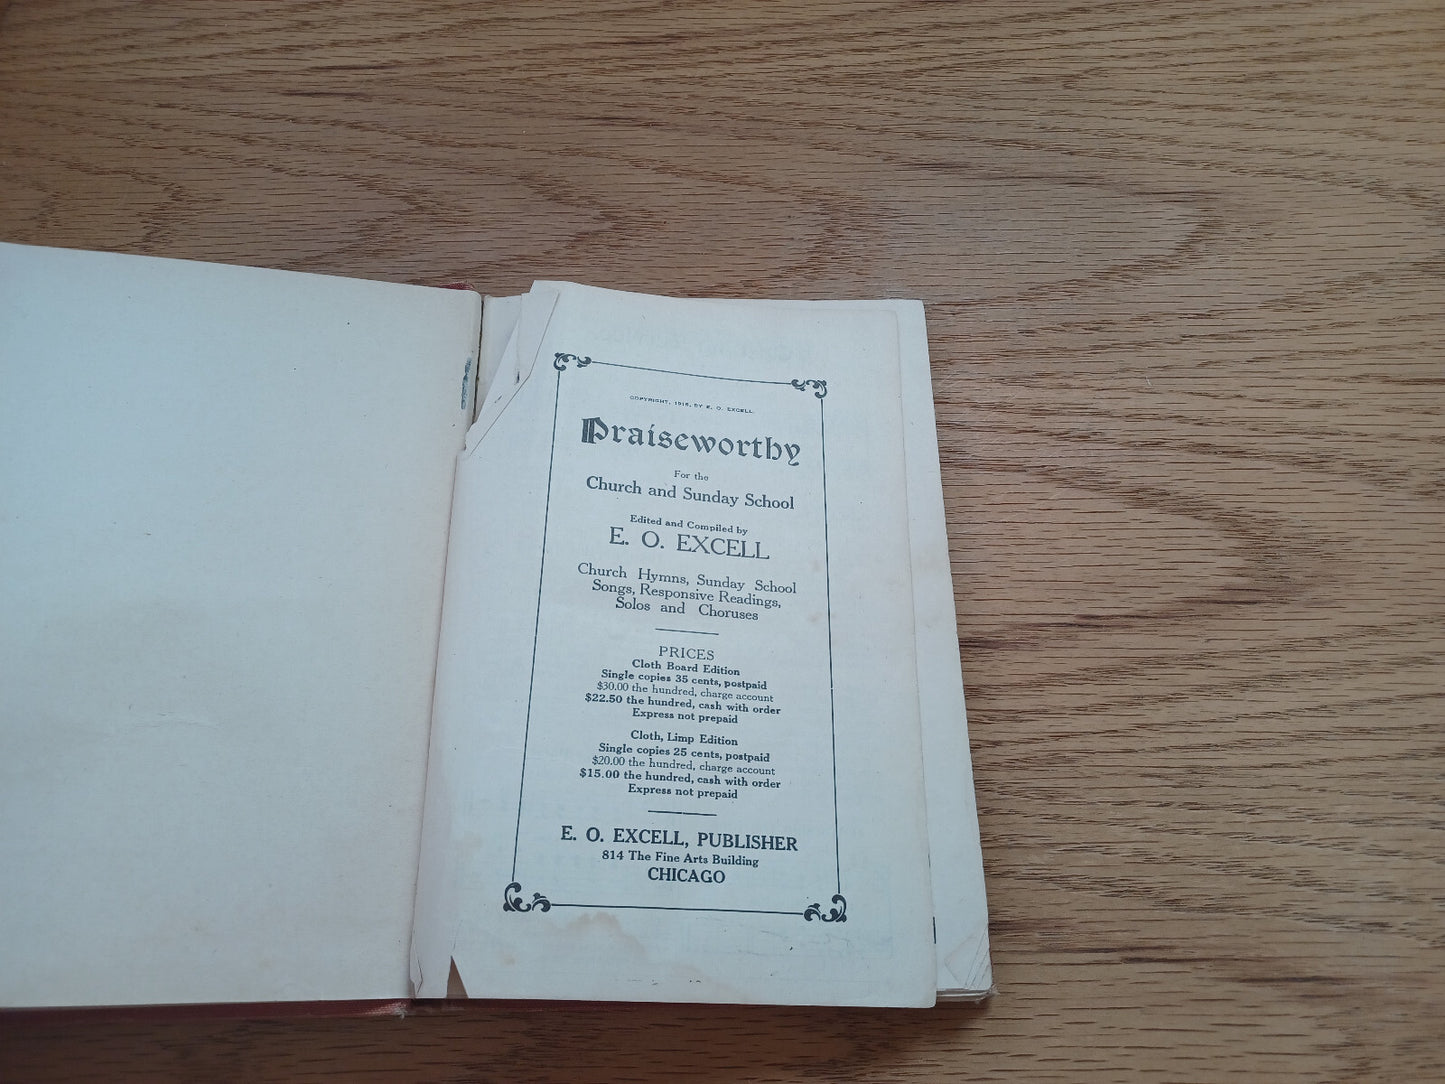 COPYRIGHT, 1916, BY E. O. EXCELL.
Praiseworthy
For the
Church and Sunday School
Edited and Compiled by
E. O. EXCELL
Church Hymns, Sunday School
Songs, Responsive Readings,
Solos and Choruses
PRICES
Cloth Board Edition
Single copies 35 cents, postpaid
$30.00 the hundred, charge account
$22.50 the hundred, cash with order
Express not prepaid
Cloth, Limp Edition
Single copies 25 cents, postpaid
$20.00 the hundred, charge account
$15.00 the hundred, cash with order
Express not prepaid
E. O. EXCELL, PUBLISHER
814 The Fine Arts Building
CHICAGO